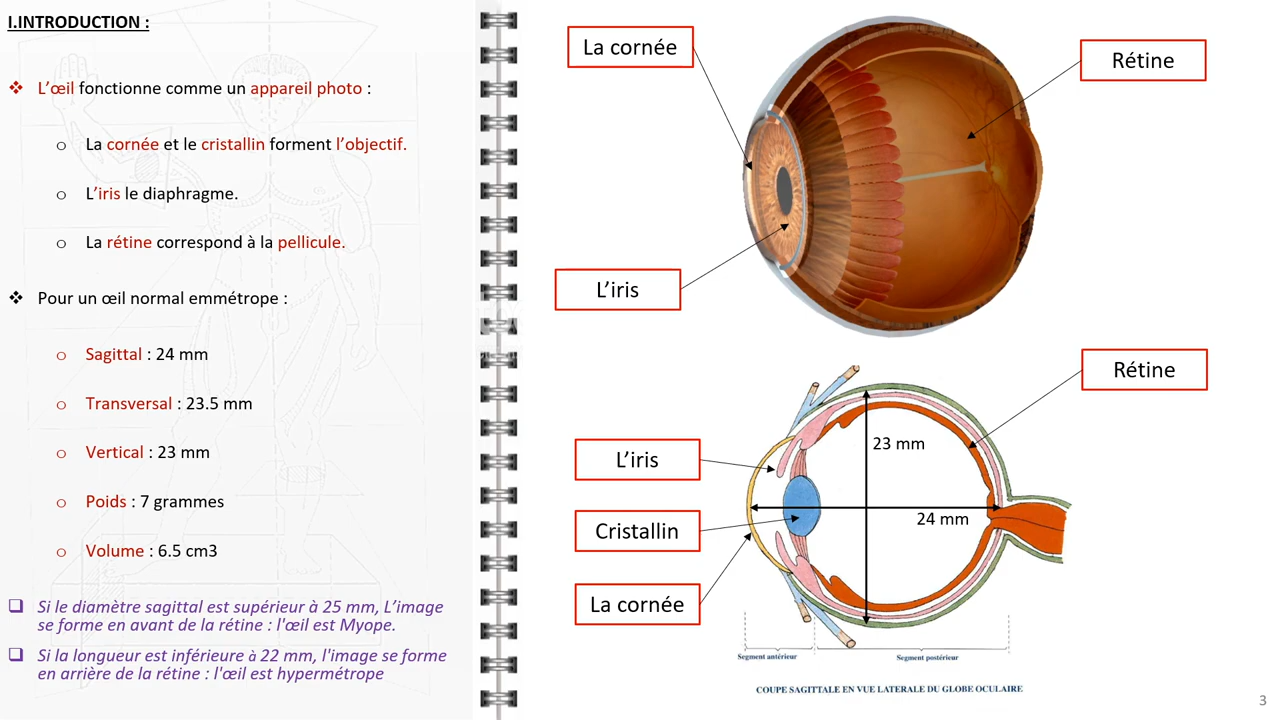 I.INTRODUCTION :
❖ L'œil fonctionne comme un appareil photo :
o La cornée et le cristallin forment l'objectif.
o L'iris le diaphragme.
o La rétine correspond à la pellicule.
❖ Pour un œil normal emmétrope :
o Sagittal : 24 mm
o Transversal : 23.5 mm
o Vertical : 23 mm
o Poids : 7 grammes
o Volume : 6.5 cm3
❑ Si le diamètre sagittal est supérieur à 25 mm, L'image
se forme en avant de la rétine : l'œil est Myope.
❑ Si la longueur est inférieure à 22 mm, l'image se forme
en arrière de la rétine : l'œil est hypermétrope
La cornée
Rétine
L'iris
Rétine
23 mm
L'iris
24 mm
Cristallin
La cornée
Segment antérieur
Segment postérieur
COUPE SAGITTALE EN VUE LATERALE DU GLOBE OCULAIRE
3